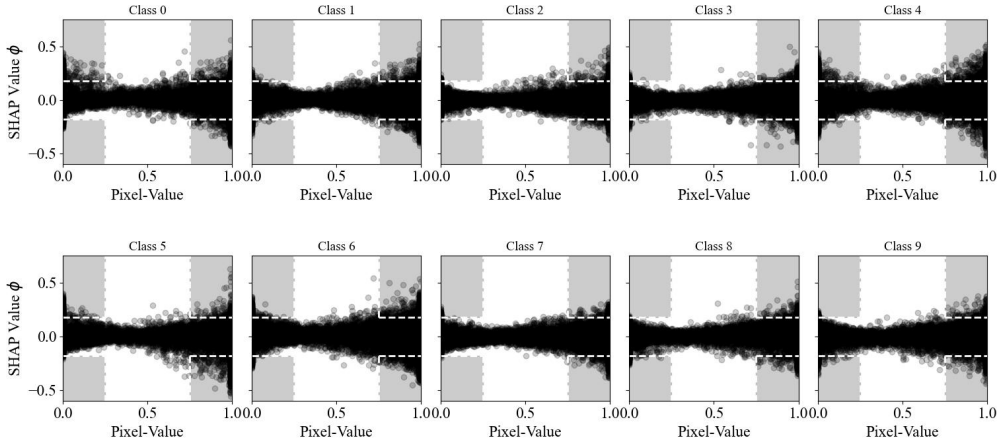 Class 0 Class 1 Class 2 Class 3 Class 4
0.5
0.0
−0.5
SHAP Value ϕ
0.0 0.5 1.0 0.0 0.5 1.0 0.0 0.5 1.0 0.0 0.5 1.0 0.0 0.5 1.0
Pixel-Value Pixel-Value Pixel-Value Pixel-Value Pixel-Value
Class 5 Class 6 Class 7 Class 8 Class 9
0.5
0.0
−0.5
SHAP Value ϕ
0.0 0.5 1.0 0.0 0.5 1.0 0.0 0.5 1.0 0.0 0.5 1.0 0.0 0.5 1.0
Pixel-Value Pixel-Value Pixel-Value Pixel-Value Pixel-Value